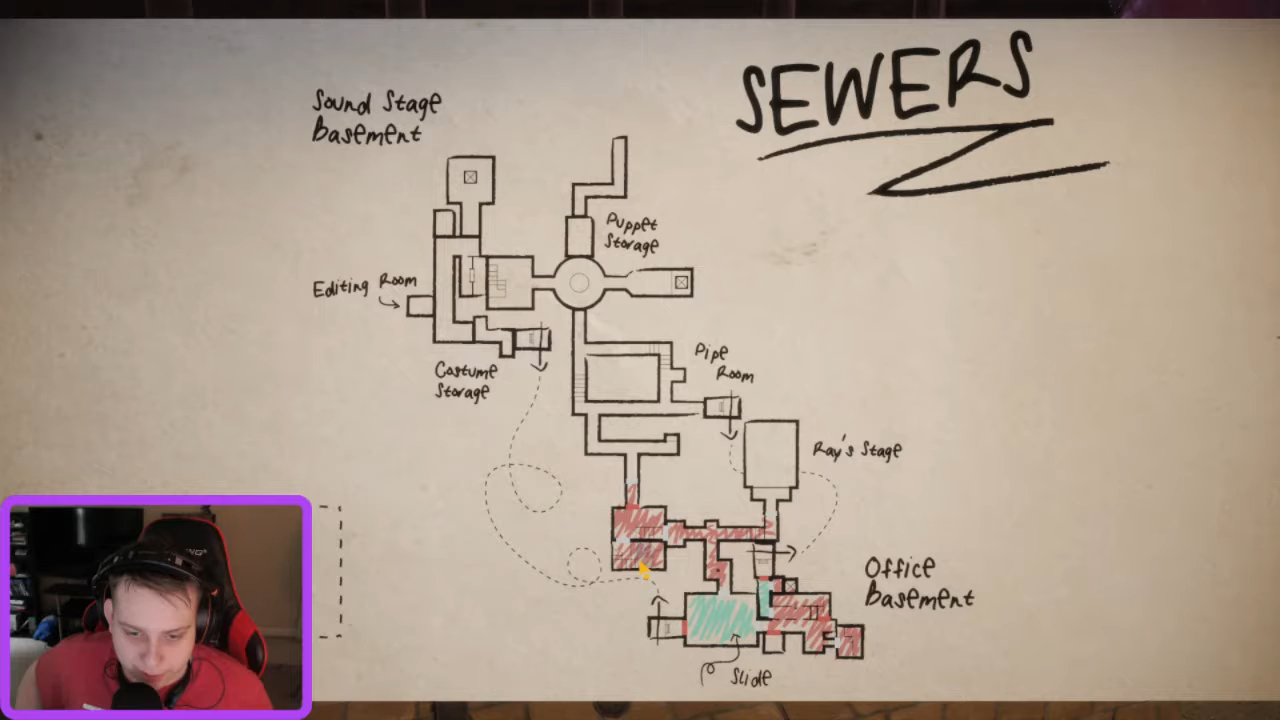 SEWERS
Sound Stage
Basement
Puppet
Storage
Editing Room
Costume
Storage
Pipe
Room
Ray's Stage
Office
Basement
Slide